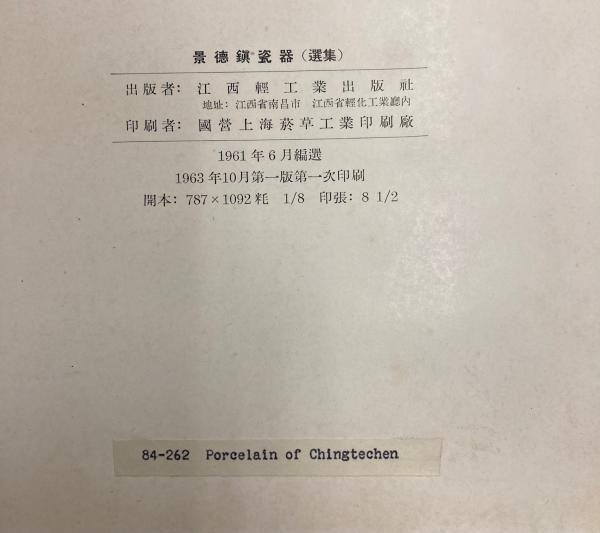 景德鎭瓷器（選集）
出版者：江西輕工業出版社
地址：江西省南昌市 江西省輕化工業廳內
印刷者：國營上海菸草工業印刷廠
1961年6月編選
1963年10月第一版第一次印刷
開本：787×1092粍 1/8 印張：8 1/2
84-262 Porcelain of Chingtechen